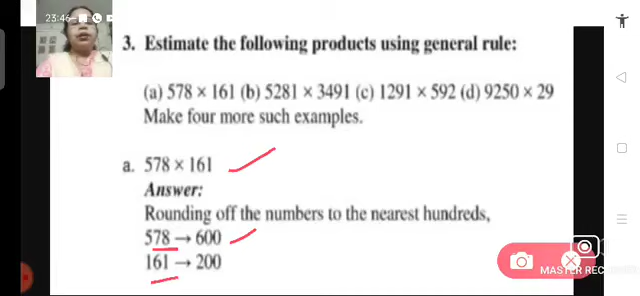 23:46
3. Estimate the following products using general rule:
(a) 578 × 161 (b) 5281 × 3491 (c) 1291 × 592 (d) 9250 × 29
Make four more such examples.
a. 578 × 161
Answer:
Rounding off the numbers to the nearest hundreds,
578 → 600
161 → 200